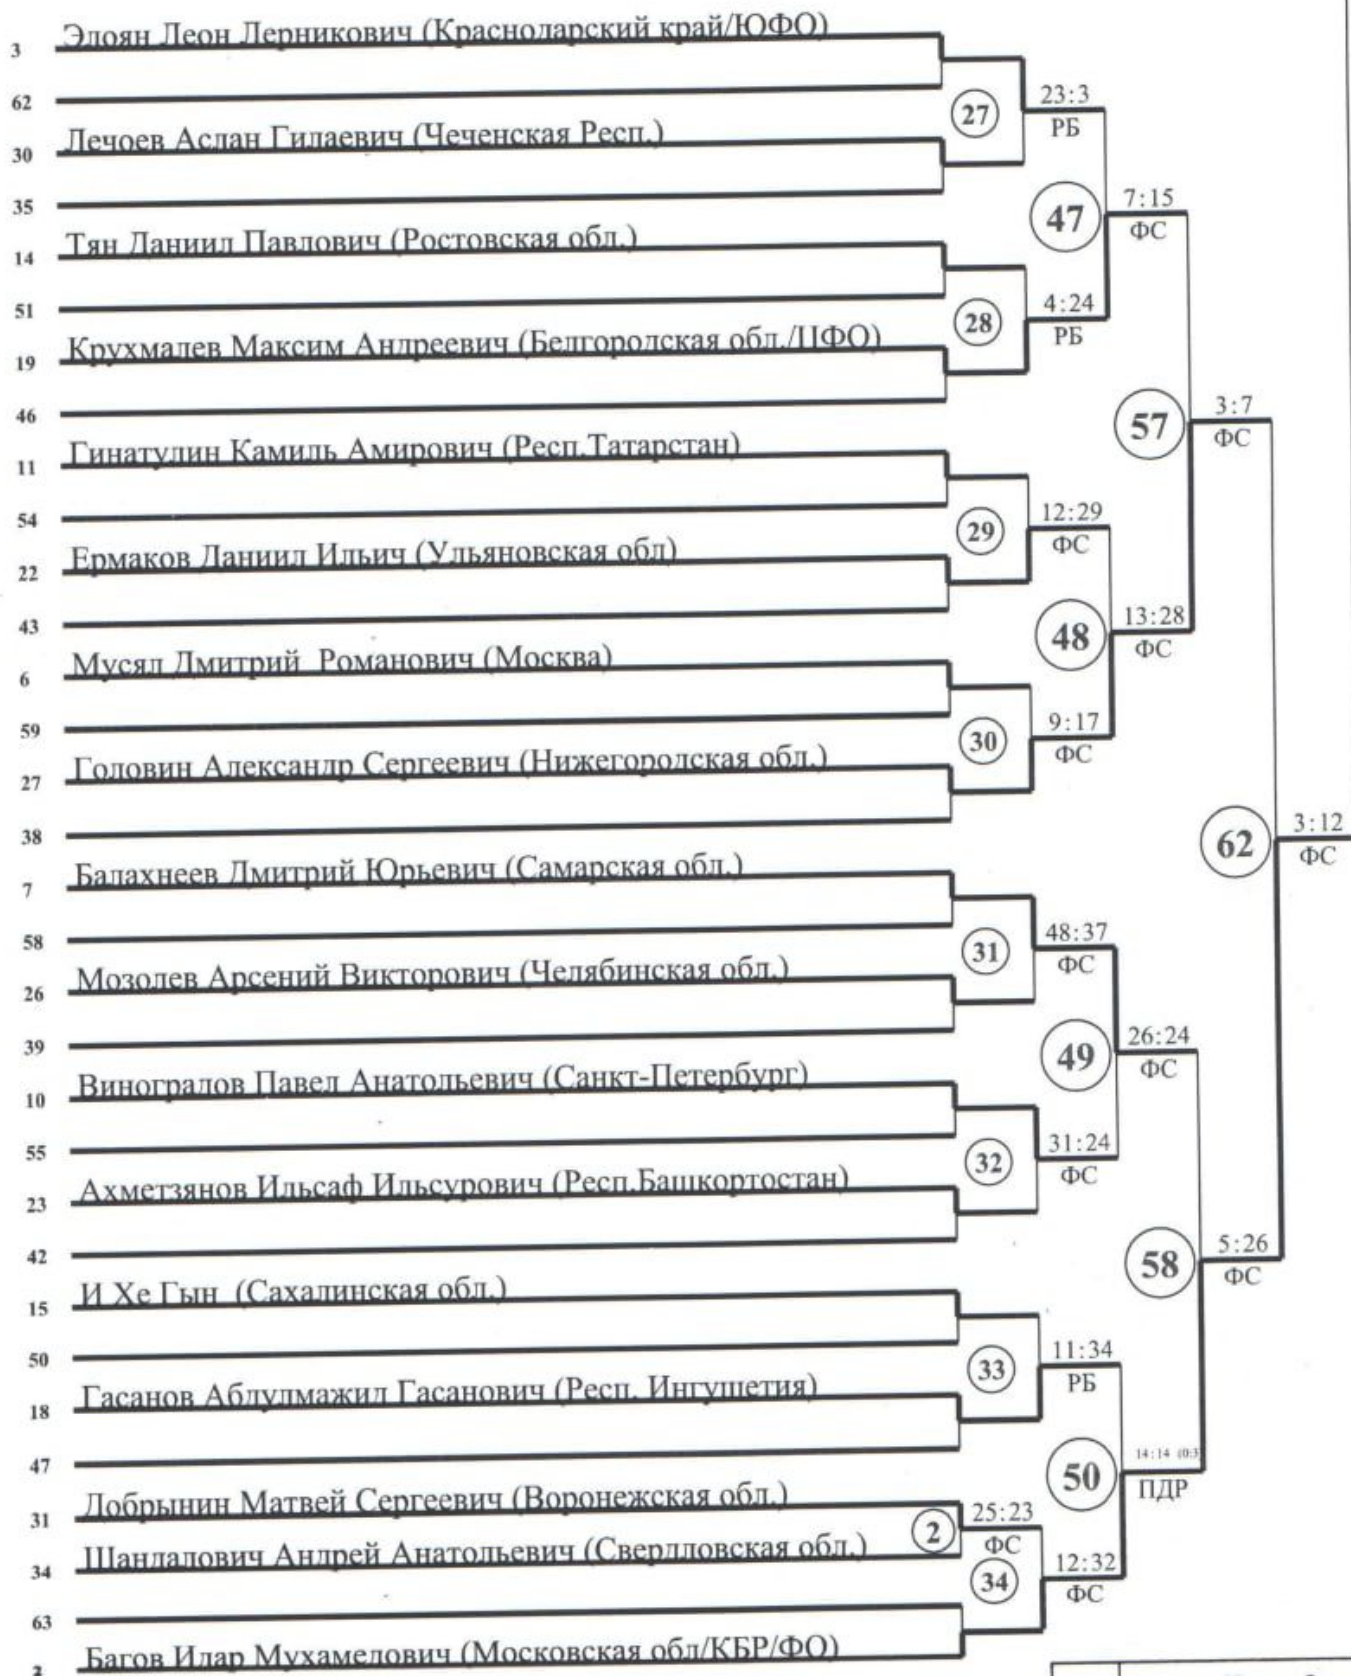 3 Элоян Леон Лерникович (Краснодарский край/ЮФО)
62
30 Лечоев Аслан Гилаевич (Чеченская Респ.)
35
27 23:3 РБ
14 Тян Даниил Павлович (Ростовская обл.)
51
19 Крухмалев Максим Андреевич (Белгородская обл./ЦФО)
46
28 4:24 РБ
47 7:15 ФС
11 Гинатулин Камиль Амирович (Респ.Татарстан)
54
22 Ермаков Даниил Ильич (Ульяновская обл)
43
29 12:29 ФС
6 Мусял Дмитрий Романович (Москва)
59
27 Головин Александр Сергеевич (Нижегородская обл.)
38
30 9:17 ФС
48 13:28 ФС
57 3:7 ФС
7 Балахнеев Дмитрий Юрьевич (Самарская обл.)
58
26 Мозолев Арсений Викторович (Челябинская обл.)
39
31 48:37 ФС
10 Виноградов Павел Анатольевич (Санкт-Петербург)
55
23 Ахметзянов Ильсаф Ильсурович (Респ.Башкортостан)
42
32 31:24 ФС
49 26:24 ФС
15 И Хе Гын (Сахалинская обл.)
50
18 Гасанов Абдулмажид Гасанович (Респ. Ингушетия)
47
33 11:34 РБ
31 Добрынин Матвей Сергеевич (Воронежская обл.)
34 Шандалович Андрей Анатольевич (Свердлловская обл.)
2 25:23 ФС
63
Багов Идар Мухамедович (Московская обл/КБР/ФО)
34 12:32 ФС
50 14:14 (0:3 ПДР
58 5:26 ФС
62 3:12 ФС